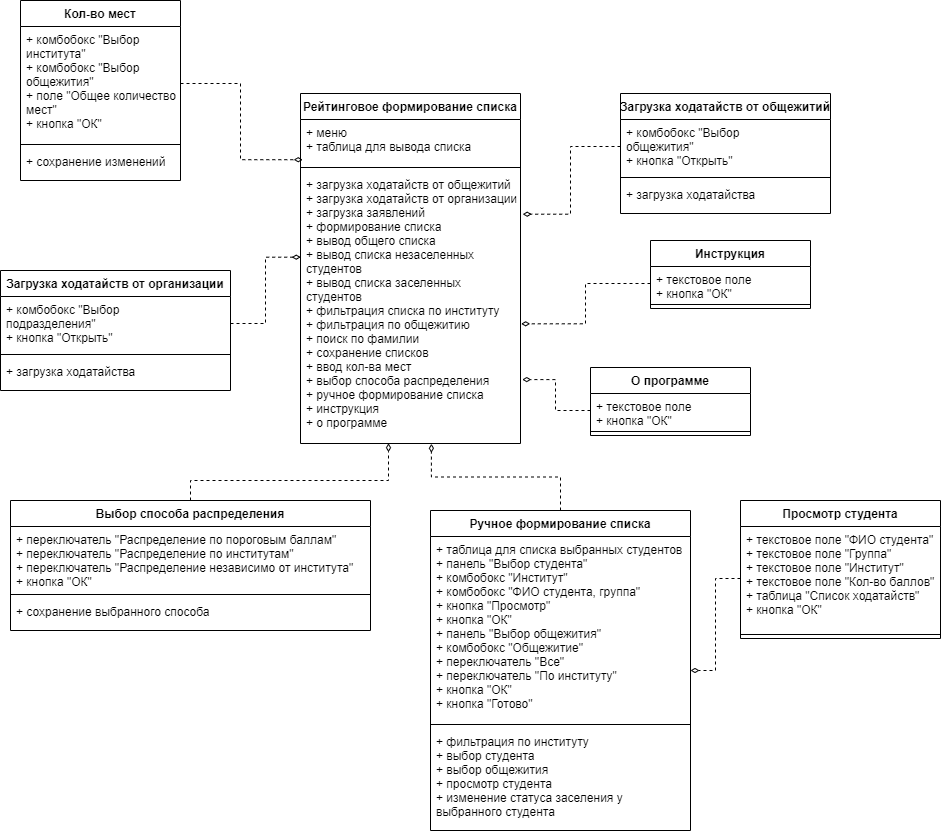 Кол-во мест
+ комбобокс "Выбор
института"
+ комбобокс "Выбор
общежития"
+ поле "Общее количество
мест"
+ кнопка "ОК"
+ сохранение изменений
Рейтинговое формирование списка
+ меню
+ таблица для вывода списка
+ загрузка ходатайств от общежитий
+ загрузка ходатайств от организации
+ загрузка заявлений
+ формирование списка
+ вывод общего списка
+ вывод списка незаселенных
студентов
+ вывод списка заселенных
студентов
+ фильтрация списка по институту
+ фильтрация по общежитию
+ поиск по фамилии
+ сохранение списков
+ ввод кол-ва мест
+ выбор способа распределения
+ ручное формирование списка
+ инструкция
+ о программе
Загрузка ходатайств от общежитий
+ комбобокс "Выбор
общежития"
+ кнопка "Открыть"
+ загрузка ходатайства
Инструкция
+ текстовое поле
+ кнопка "ОК"
Загрузка ходатайств от организации
+ комбобокс "Выбор
подразделения"
+ кнопка "Открыть"
+ загрузка ходатайства
О программе
+ текстовое поле
+ кнопка "ОК"
Выбор способа распределения
+ переключатель "Распределение по пороговым баллам"
+ переключатель "Распределение по институтам"
+ переключатель "Распределение независимо от института"
+ кнопка "ОК"
+ сохранение выбранного способа
Ручное формирование списка
+ таблица для списка выбранных студентов
+ панель "Выбор студента"
+ комбобокс "Институт"
+ комбобокс "ФИО студента, группа"
+ кнопка "Просмотр"
+ кнопка "ОК"
+ панель "Выбор общежития"
+ комбобокс "Общежитие"
+ переключатель "Все"
+ переключатель "По институту"
+ кнопка "ОК"
+ кнопка "Готово"
+ фильтрация по институту
+ выбор студента
+ выбор общежития
+ просмотр студента
+ изменение статуса заселения у
выбранного студента
Просмотр студента
+ текстовое поле "ФИО студента"
+ текстовое поле "Группа"
+ текстовое поле "Институт"
+ текстовое поле "Кол-во баллов"
+ таблица "Список ходатайств"
+ кнопка "ОК"